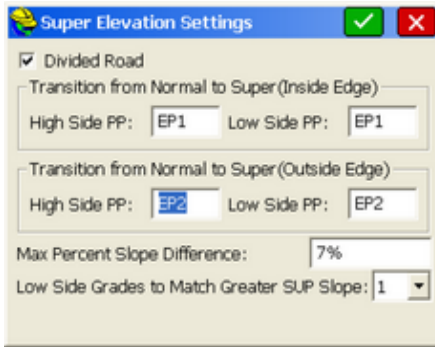 Super Elevation Settings
Divided Road
Transition from Normal to Super(Inside Edge)
High Side PP: EP1 Low Side PP: EP1
Transition from Normal to Super(Outside Edge)
High Side PP: EP2 Low Side PP: EP2
Max Percent Slope Difference: 7%
Low Side Grades to Match Greater SUP Slope: 1